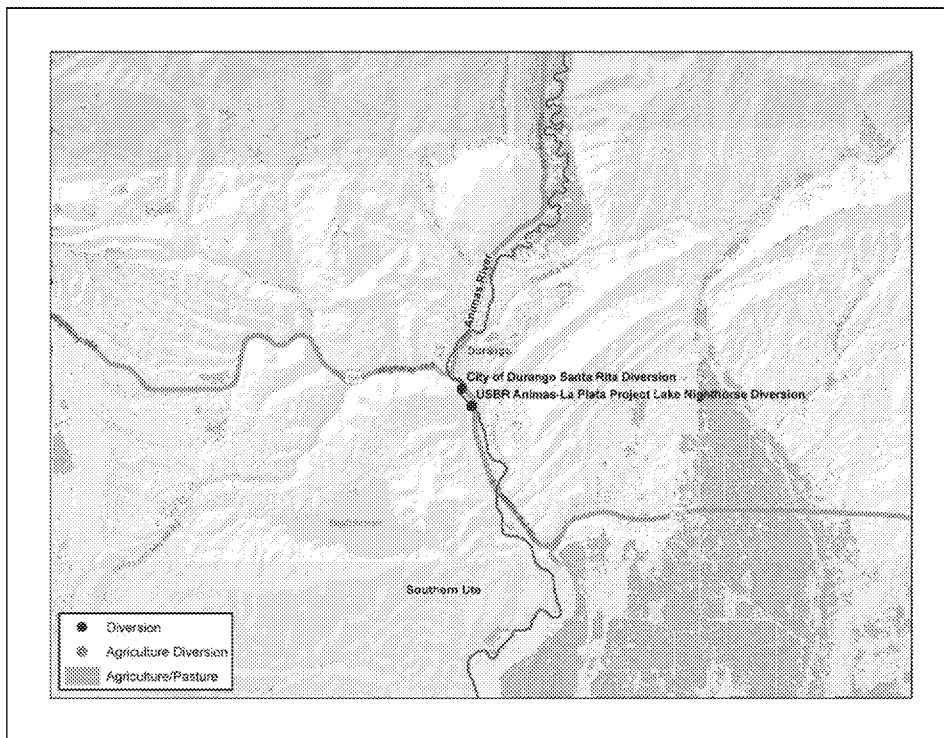 Animas River
Durango
City of Durango Santa Rita Diversion
USBR Animas-La Plata Project Lake Nighthorse Diversion
Southern Ute
Diversion
Agriculture Diversion
Agriculture/Pasture